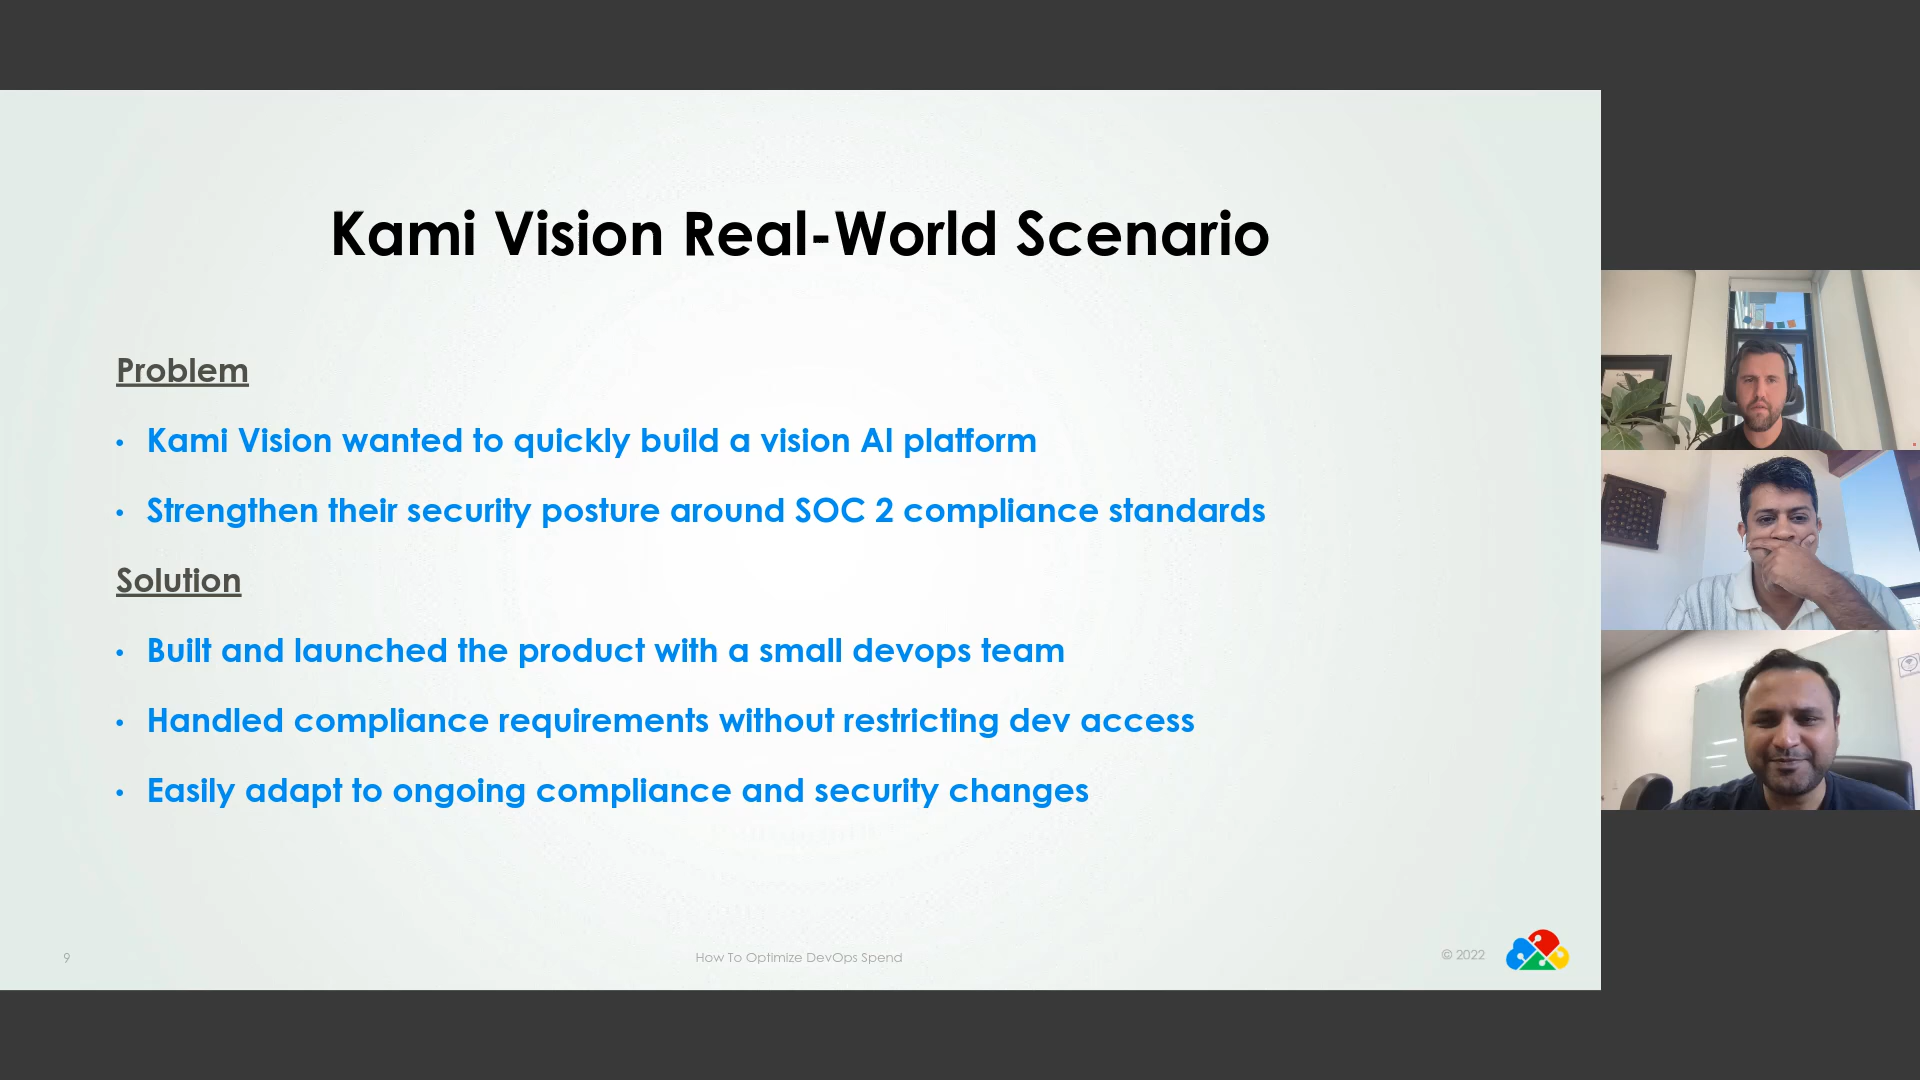 Kami Vision Real-World Scenario
Problem
• Kami Vision wanted to quickly build a vision AI platform
• Strengthen their security posture around SOC 2 compliance standards
Solution
• Built and launched the product with a small devops team
• Handled compliance requirements without restricting dev access
• Easily adapt to ongoing compliance and security changes
9
How To Optimize DevOps Spend
© 2022